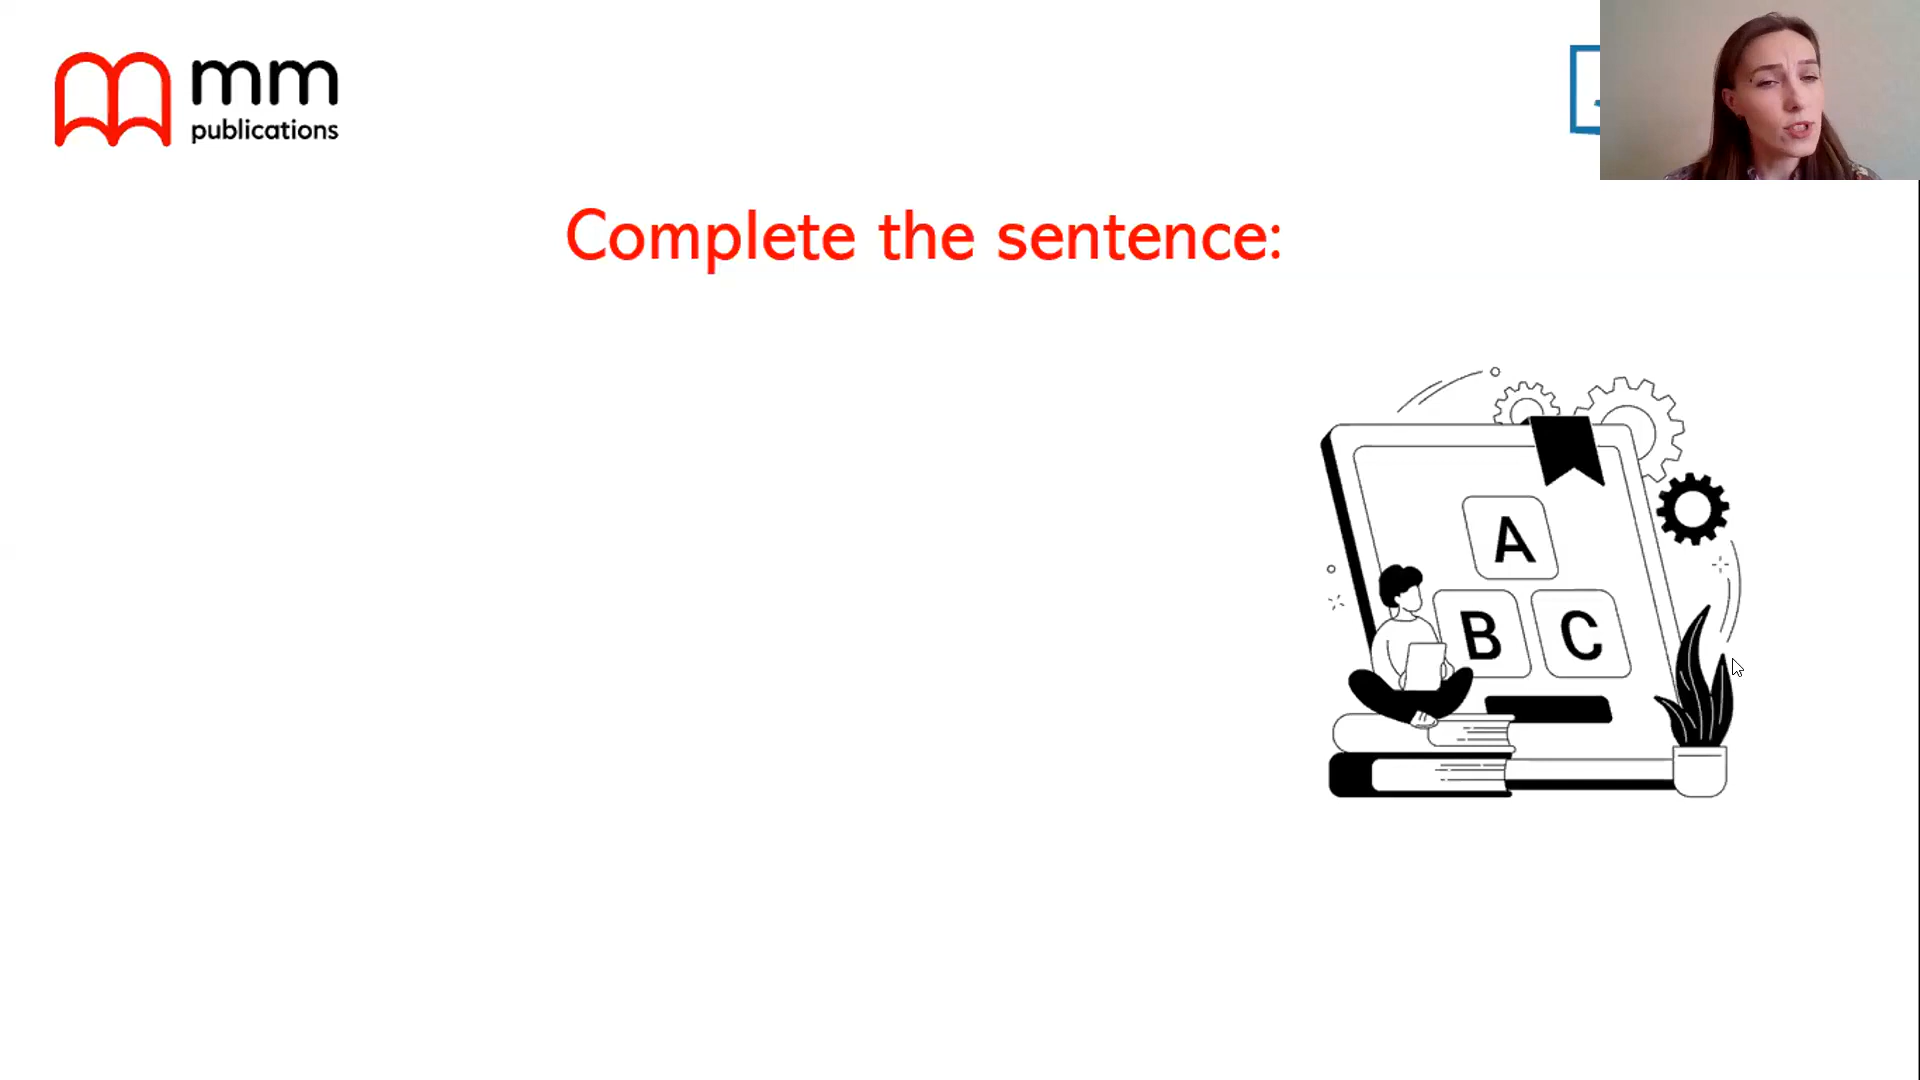 mm
publications
Complete the sentence:
A
B C